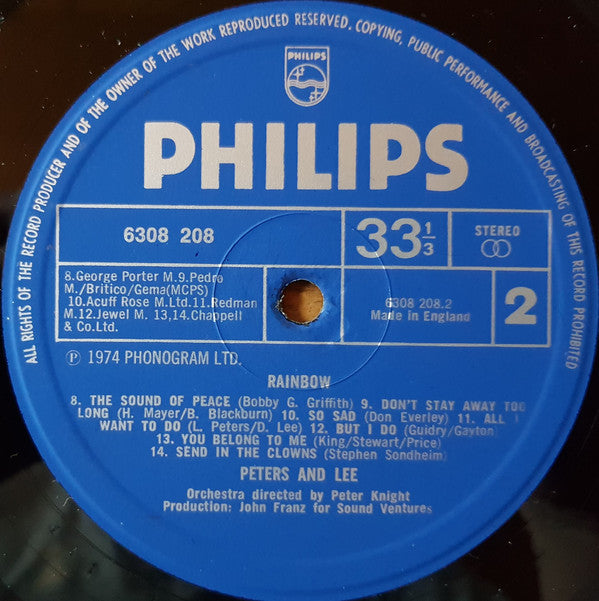 ALL RIGHTS OF THE RECORD PRODUCER AND OF THE OWNER OF THE WORK REPRODUCED RESERVED. COPYING, PUBLIC PERFORMANCE AND BROADCASTING OF THIS RECORD PROHIBITED
PHILIPS
PHILIPS
6308 208
33 1/3
STEREO
8.George Porter M.9.Pedro
M./Britico/Gema(MCPS)
10.Acuff Rose M.Ltd.11.Redman
M.12.Jewel M. 13,14.Chappell
& Co.Ltd.
6308 208.2
Made in England
2
Ⓟ 1974 PHONOGRAM LTD.
RAINBOW
8. THE SOUND OF PEACE (Bobby G. Griffith) 9. DON'T STAY AWAY TOO
LONG (H. Mayer/B. Blackburn) 10. SO SAD (Don Everley) 11. ALL I
WANT TO DO (L. Peters/D. Lee) 12. BUT I DO (Guidry/Gayton)
13. YOU BELONG TO ME (King/Stewart/Price)
14. SEND IN THE CLOWNS (Stephen Sondheim)
PETERS AND LEE
Orchestra directed by Peter Knight
Production: John Franz for Sound Ventures